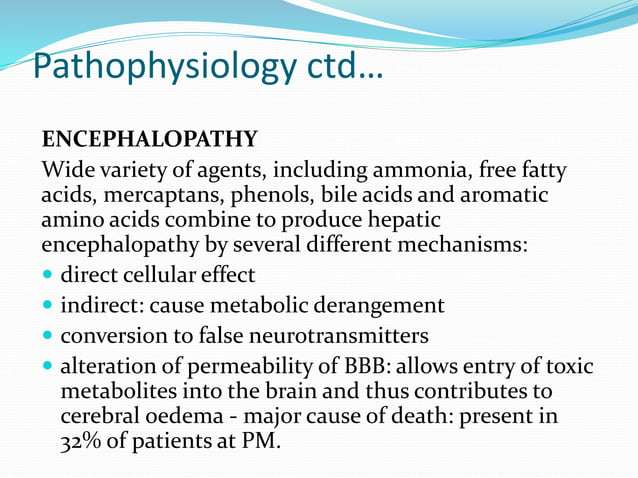 Pathophysiology ctd…
ENCEPHALOPATHY
Wide variety of agents, including ammonia, free fatty
acids, mercaptans, phenols, bile acids and aromatic
amino acids combine to produce hepatic
encephalopathy by several different mechanisms:
• direct cellular effect
• indirect: cause metabolic derangement
• conversion to false neurotransmitters
• alteration of permeability of BBB: allows entry of toxic
metabolites into the brain and thus contributes to
cerebral oedema - major cause of death: present in
32% of patients at PM.